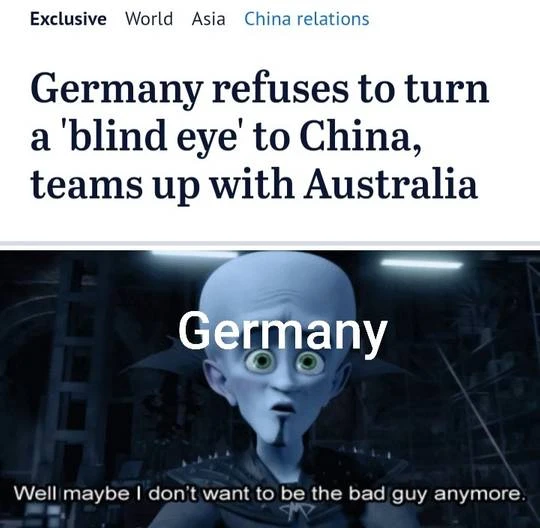 Exclusive World Asia China relations
Germany refuses to turn
a 'blind eye' to China,
teams up with Australia
Germany
Well maybe I don't want to be the bad guy anymore.